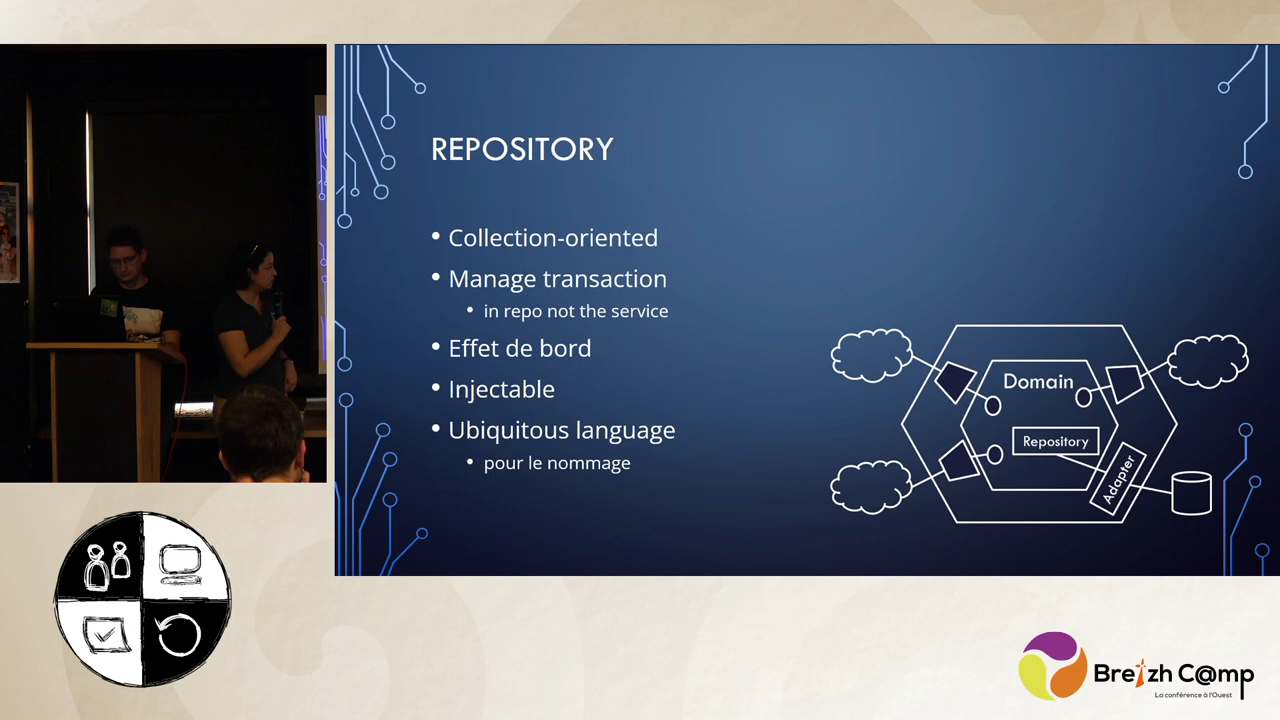 REPOSITORY
• Collection-oriented
• Manage transaction
• in repo not the service
• Effet de bord
• Injectable
• Ubiquitous language
• pour le nommage
Domain
Repository
Adapter
Breizh C@mp
La conférence à l'Ouest